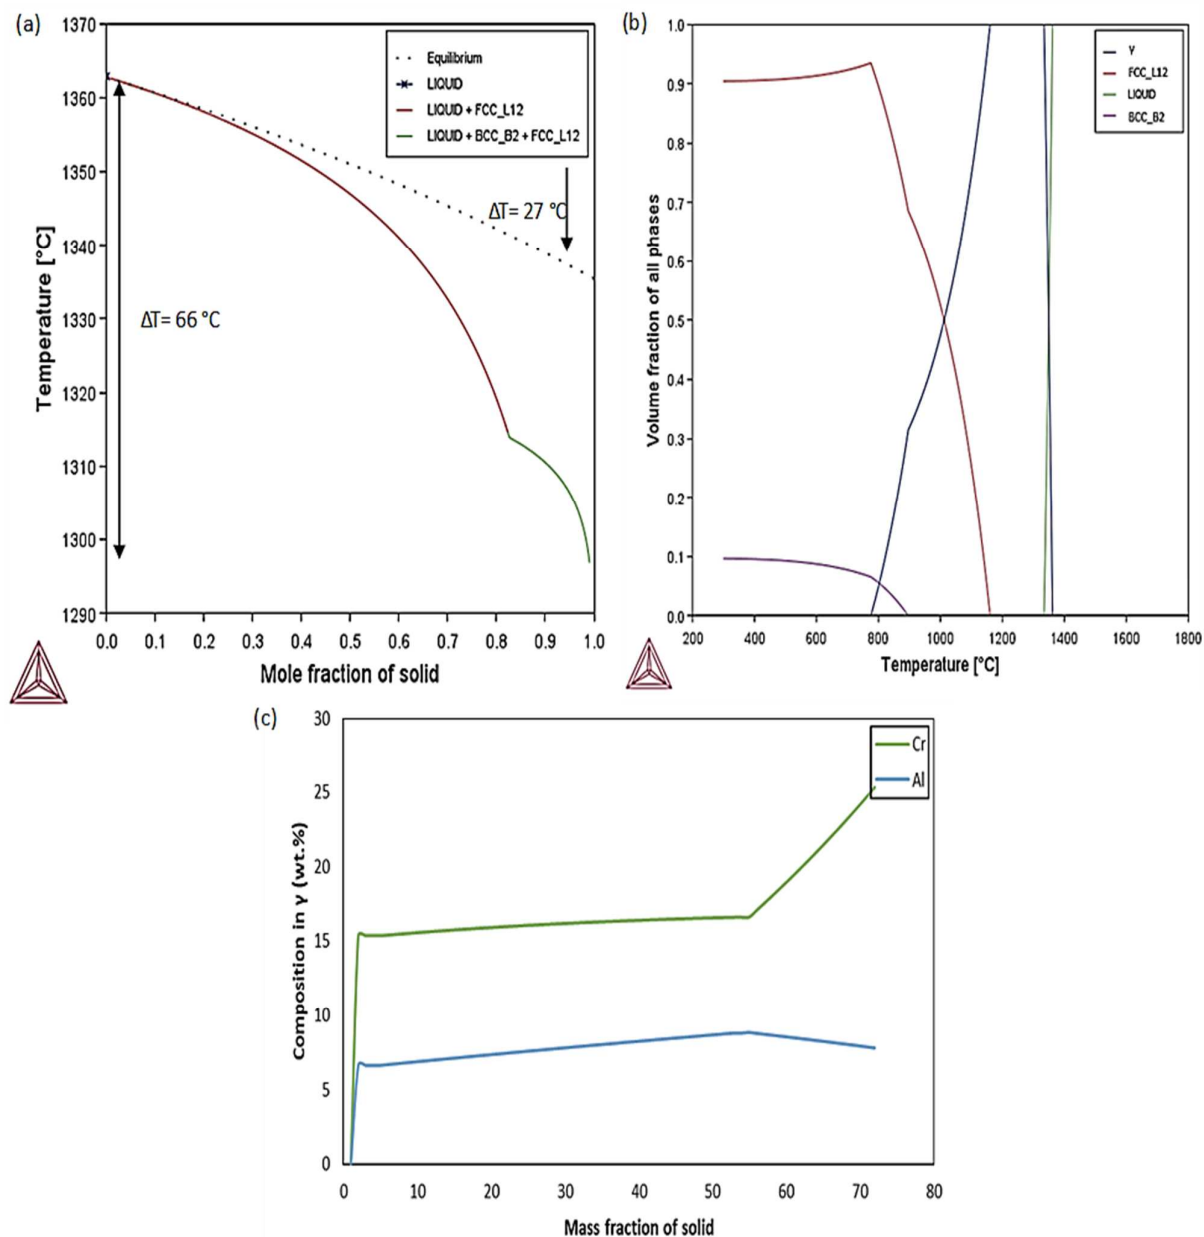 (a)
1370
1360
1350
1340
1330
1320
1310
1300
1290
Temperature [°C]
Equilibrium
LIQUID
LIQUID + FCC_L12
LIQUID + BCC_B2 + FCC_L12
ΔT= 27 °C
ΔT= 66 °C
0.0 0.1 0.2 0.3 0.4 0.5 0.6 0.7 0.8 0.9 1.0
Mole fraction of solid
(b)
1.0
0.9
0.8
0.7
0.6
0.5
0.4
0.3
0.2
0.1
0.0
Volume fraction of all phases
γ
FCC_L12
LIQUID
BCC_B2
200 400 600 800 1000 1200 1400 1600 1800
Temperature [°C]
(c)
30
25
20
15
10
5
0
Composition in γ (wt.%)
Cr
Al
0 10 20 30 40 50 60 70 80
Mass fraction of solid